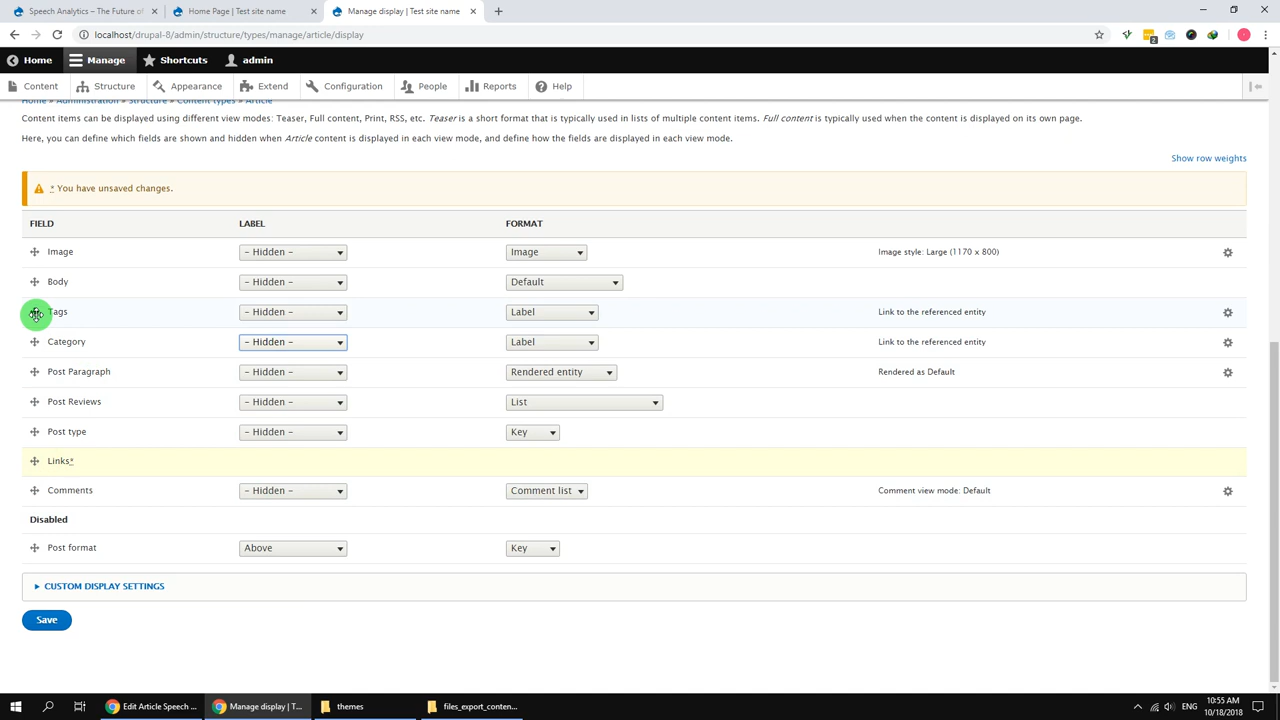 Speech Analytics – The Future of
Home Page | Test site name
Manage display | Test site name
localhost/drupal-8/admin/structure/types/manage/article/display
2
Home
Manage
Shortcuts
admin
Content
Structure
Appearance
Extend
Configuration
People
Reports
Help
Home » Administration » Structure » Content types » Article
Content items can be displayed using different view modes: Teaser, Full content, Print, RSS, etc. Teaser is a short format that is typically used in lists of multiple content items. Full content is typically used when the content is displayed on its own page.
Here, you can define which fields are shown and hidden when Article content is displayed in each view mode, and define how the fields are displayed in each view mode.
Show row weights
* You have unsaved changes.
FIELD LABEL FORMAT
Image - Hidden - Image Image style: Large (1170 x 800)
Body - Hidden - Default
Tags - Hidden - Label Link to the referenced entity
Category - Hidden - Label Link to the referenced entity
Post Paragraph - Hidden - Rendered entity Rendered as Default
Post Reviews - Hidden - List
Post type - Hidden - Key
Links*
Comments - Hidden - Comment list Comment view mode: Default
Disabled
Post format Above Key
CUSTOM DISPLAY SETTINGS
Save
Edit Article Speech ...
Manage display | T...
themes
files_export_conten...
ENG
10:55 AM
10/18/2018